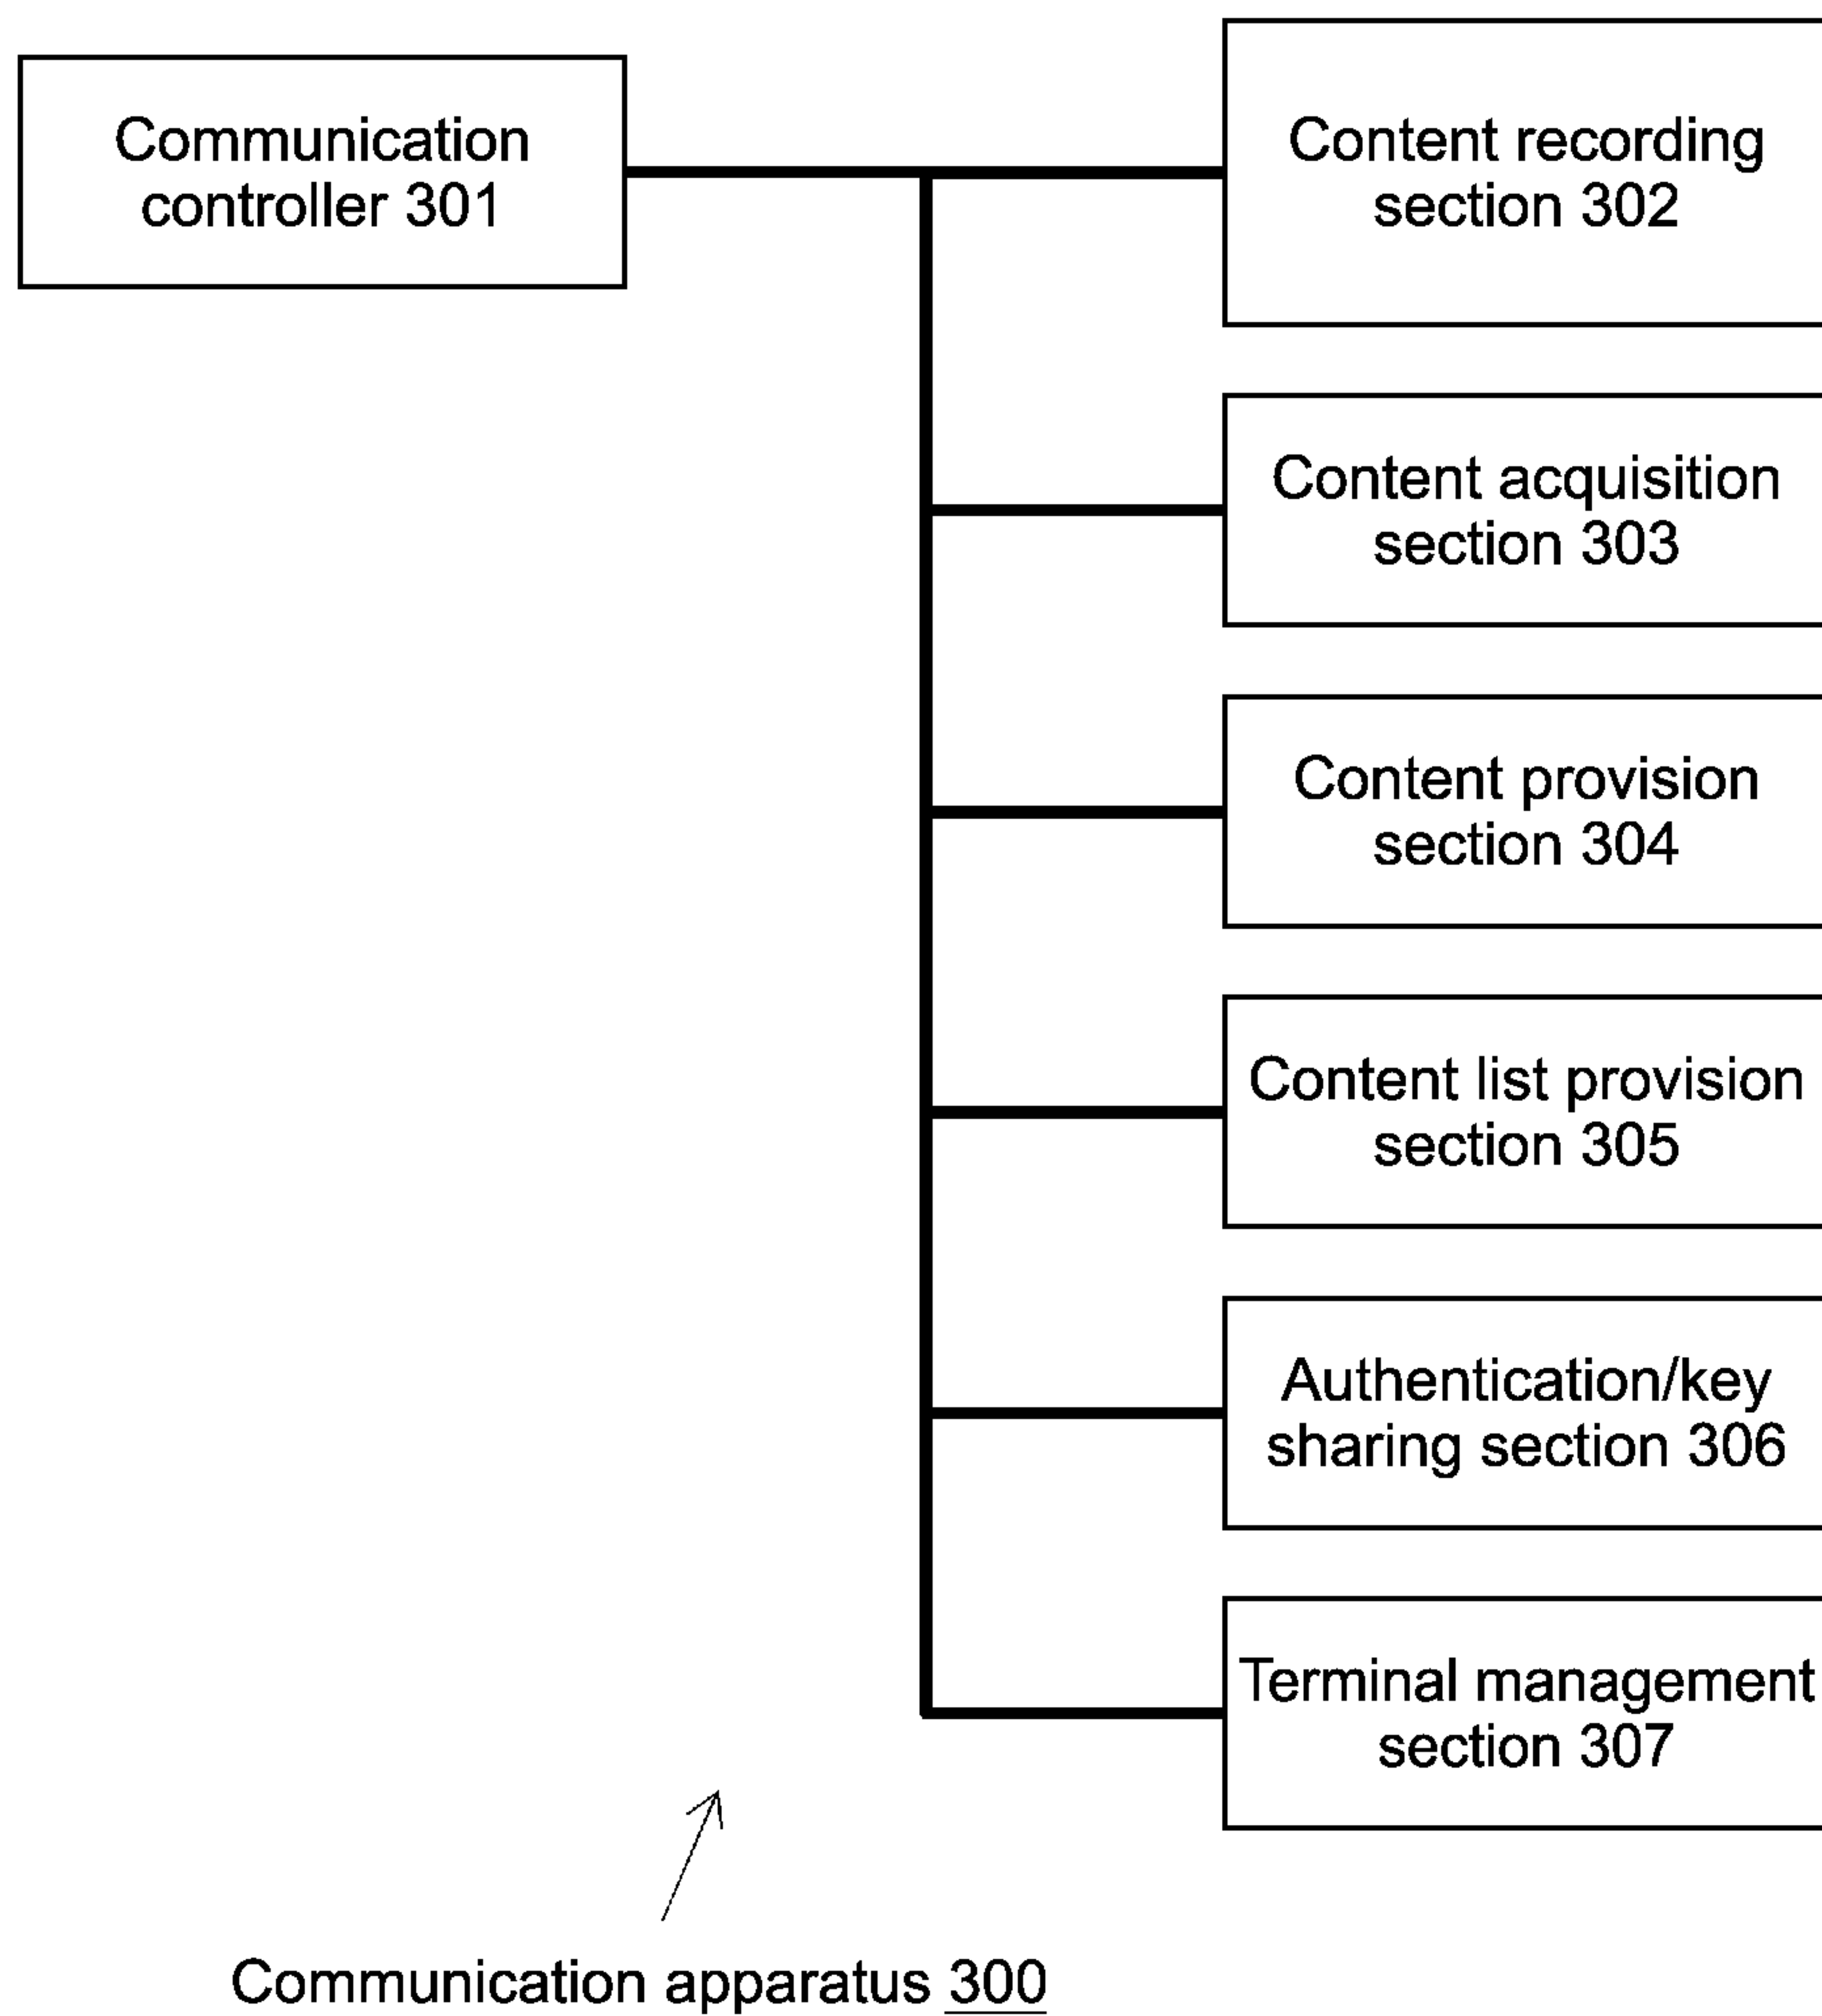 Communication
controller 301
Content recording
section 302
Content acquisition
section 303
Content provision
section 304
Content list provision
section 305
Authentication/key
sharing section 306
Terminal management
section 307
Communication apparatus 300